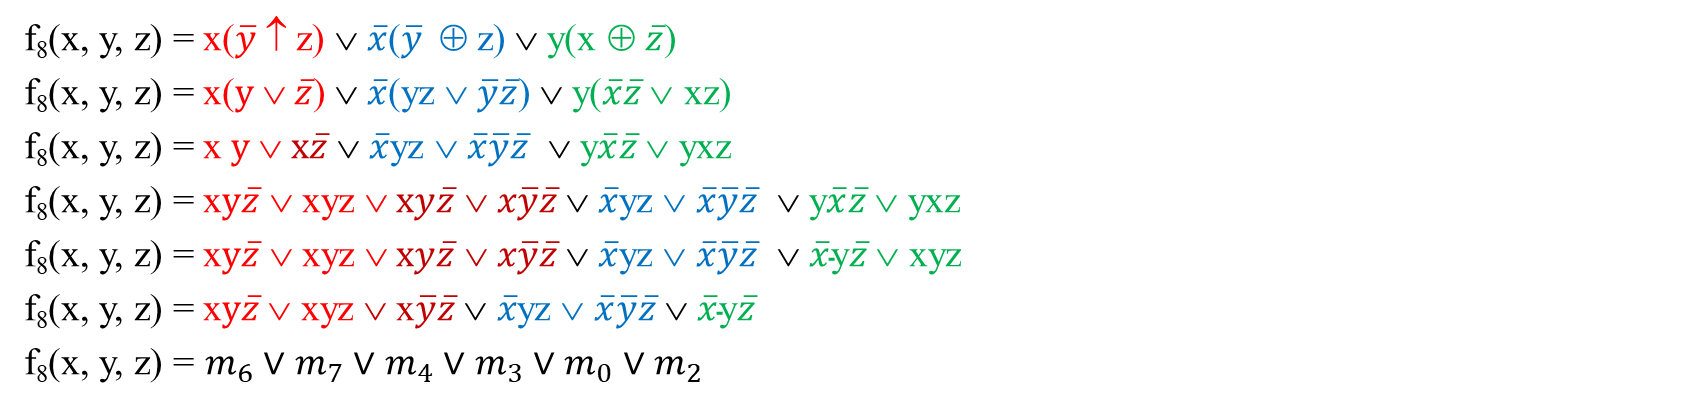 f₈(x, y, z) = x(ȳ ↑ z) ∨ x̄(ȳ ⊕ z) ∨ y(x ⊕ z̄)
f₈(x, y, z) = x(y ∨ z̄) ∨ x̄(yz ∨ ȳz̄) ∨ y(x̄z̄ ∨ xz)
f₈(x, y, z) = x y ∨ xz̄ ∨ x̄yz ∨ x̄ȳz̄ ∨ yx̄z̄ ∨ yxz
f₈(x, y, z) = xyz̄ ∨ xyz ∨ xyz̄ ∨ xȳz̄ ∨ x̄yz ∨ x̄ȳz̄ ∨ yx̄z̄ ∨ yxz
f₈(x, y, z) = xyz̄ ∨ xyz ∨ xyz̄ ∨ xȳz̄ ∨ x̄yz ∨ x̄ȳz̄ ∨ x̄-yz̄ ∨ xyz
f₈(x, y, z) = xyz̄ ∨ xyz ∨ xȳz̄ ∨ x̄yz ∨ x̄ȳz̄ ∨ x̄-yz̄
f₈(x, y, z) = m₆ ∨ m₇ ∨ m₄ ∨ m₃ ∨ m₀ ∨ m₂